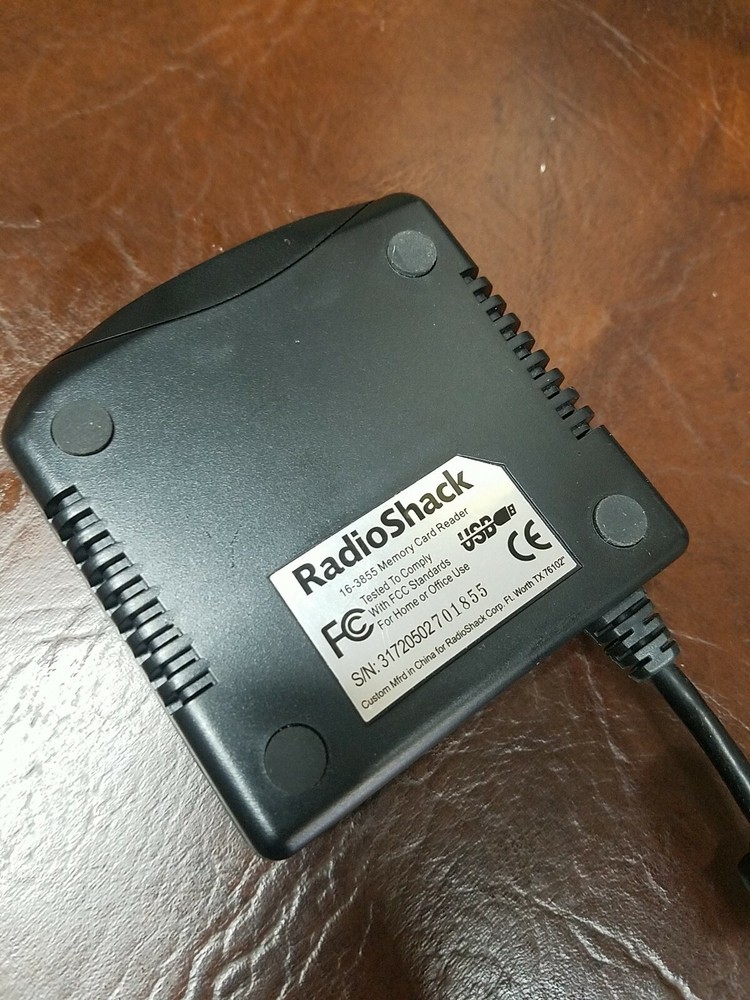 RadioShack
16-3855 Memory Card Reader
FC Tested To Comply
With FCC Standards
For Home or Office Use
USB
CE
S/N: 31720502701855
Custom Mfrd in China for RadioShack Corp. Ft. Worth TX 76102"